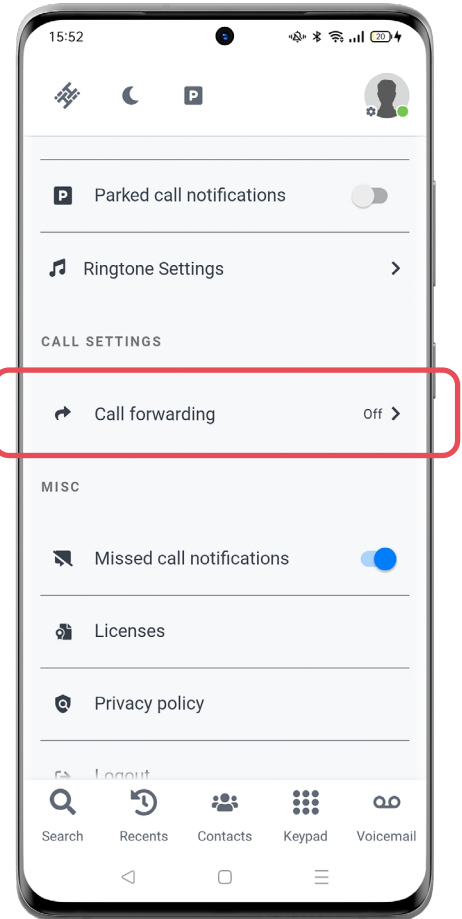 15:52
20
P
P Parked call notifications
Ringtone Settings
CALL SETTINGS
Call forwarding Off
MISC
Missed call notifications
Licenses
Privacy policy
Logout
Search Recents Contacts Keypad Voicemail